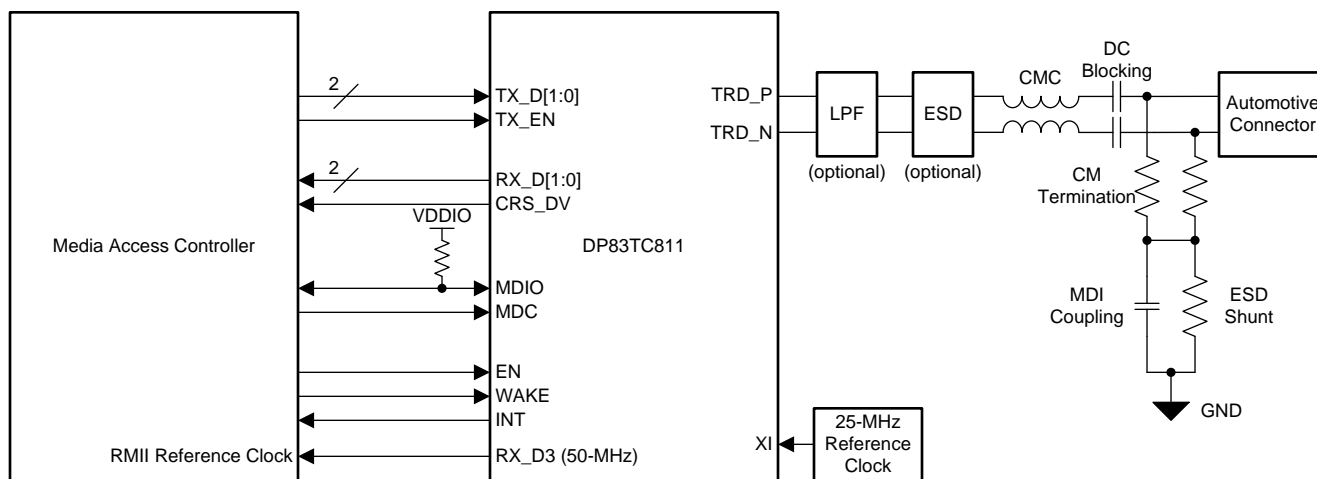 Media Access Controller
RMII Reference Clock
2
2
VDDIO
TX_D[1:0]
TX_EN
RX_D[1:0]
CRS_DV
MDIO
MDC
EN
WAKE
INT
RX_D3 (50-MHz)
DP83TC811
TRD_P
TRD_N
XI
LPF
(optional)
ESD
(optional)
CMC
DC
Blocking
Automotive
Connector
CM
Termination
MDI
Coupling
ESD
Shunt
GND
25-MHz
Reference
Clock